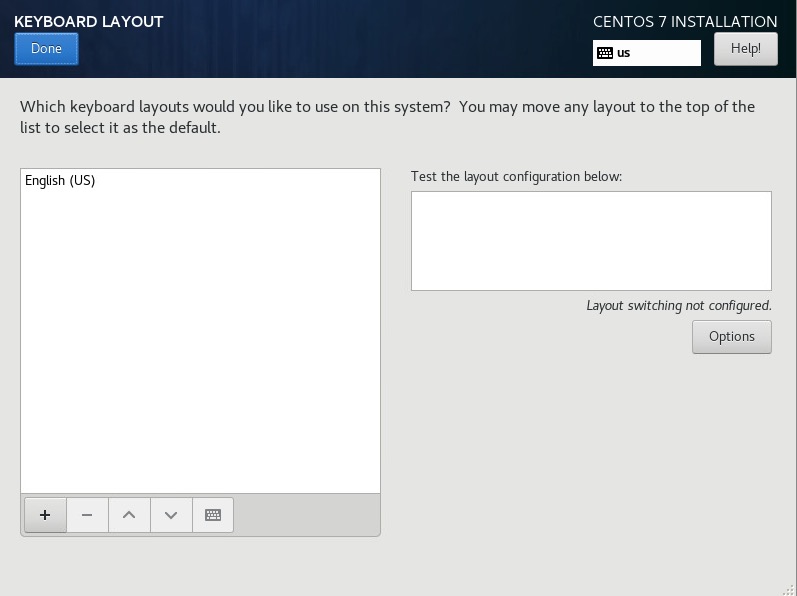 KEYBOARD LAYOUT
CENTOS 7 INSTALLATION
Done
us
Help!
Which keyboard layouts would you like to use on this system?  You may move any layout to the top of the
list to select it as the default.
English (US)
Test the layout configuration below:
Layout switching not configured.
Options